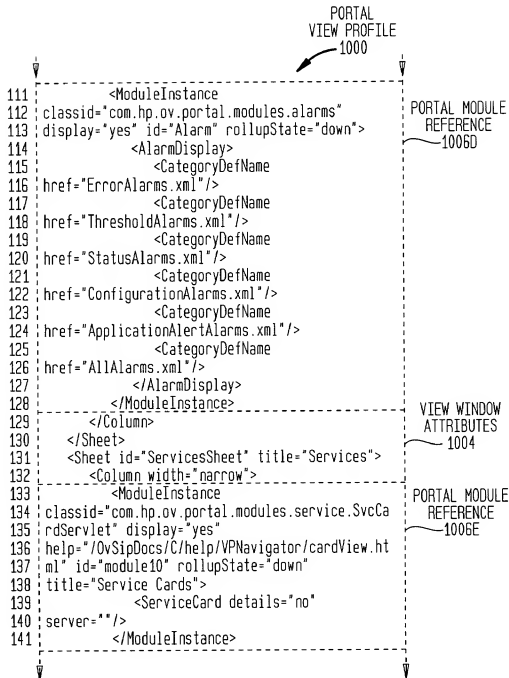 PORTAL
VIEW PROFILE
1000
111 <ModuleInstance
112 classid="com.hp.ov.portal.modules.alarms"
113 display="yes" id="Alarm" rollupState="down">
114 <AlarmDisplay>
115 <CategoryDefName
116 href="ErrorAlarms.xml"/>
117 <CategoryDefName
118 href="ThresholdAlarms.xml"/>
119 <CategoryDefName
120 href="StatusAlarms.xml"/>
121 <CategoryDefName
122 href="ConfigurationAlarms.xml"/>
123 <CategoryDefName
124 href="ApplicationAlertAlarms.xml"/>
125 <CategoryDefName
126 href="AllAlarms.xml"/>
127 </AlarmDisplay>
128 </ModuleInstance>
PORTAL MODULE
REFERENCE
1006D
129 </Column>
130 </Sheet>
131 <Sheet id="ServicesSheet" title="Services">
132 <Column width="narrow">
VIEW WINDOW
ATTRIBUTES
1004
133 <ModuleInstance
134 classid="com.hp.ov.portal.modules.service.SvcCa
135 rdServlet" display="yes"
136 help="/OvSipDocs/C/help/VPNavigator/cardView.ht
137 ml" id="module10" rollupState="down"
138 title="Service Cards">
139 <ServiceCard details="no"
140 server=""/>
141 </ModuleInstance>
PORTAL MODULE
REFERENCE
1006E